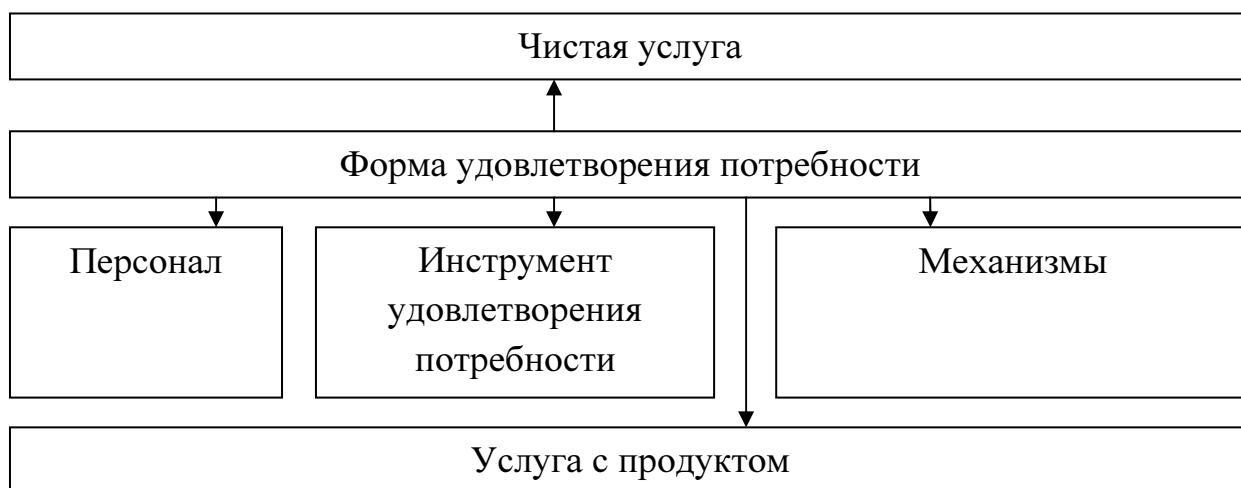 Чистая услуга
Форма удовлетворения потребности
Персонал
Инструмент
удовлетворения
потребности
Механизмы
Услуга с продуктом